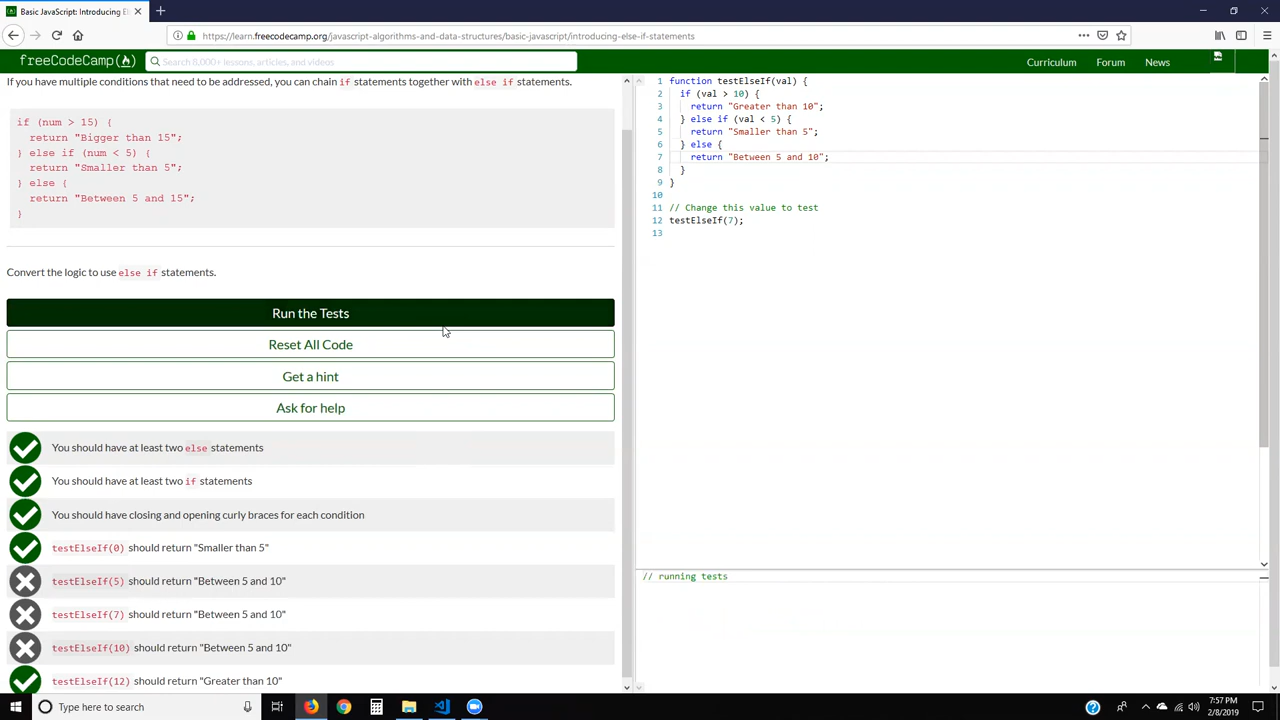 Basic JavaScript: Introducing El
https://learn.freecodecamp.org/javascript-algorithms-and-data-structures/basic-javascript/introducing-else-if-statements
freeCodeCamp
Search 8,000+ lessons, articles, and videos
Curriculum
Forum
News
If you have multiple conditions that need to be addressed, you can chain if statements together with else if statements.
if (num > 15) {
return "Bigger than 15";
} else if (num < 5) {
return "Smaller than 5";
} else {
return "Between 5 and 15";
}
Convert the logic to use else if statements.
Run the Tests
Reset All Code
Get a hint
Ask for help
You should have at least two else statements
You should have at least two if statements
You should have closing and opening curly braces for each condition
testElseIf(0) should return "Smaller than 5"
testElseIf(5) should return "Between 5 and 10"
testElseIf(7) should return "Between 5 and 10"
testElseIf(10) should return "Between 5 and 10"
testElseIf(12) should return "Greater than 10"
1 function testElseIf(val) {
2 if (val > 10) {
3 return "Greater than 10";
4 } else if (val < 5) {
5 return "Smaller than 5";
6 } else {
7 return "Between 5 and 10";
8 }
9 }
10
11 // Change this value to test
12 testElseIf(7);
13
// running tests
Type here to search
7:57 PM
2/8/2019